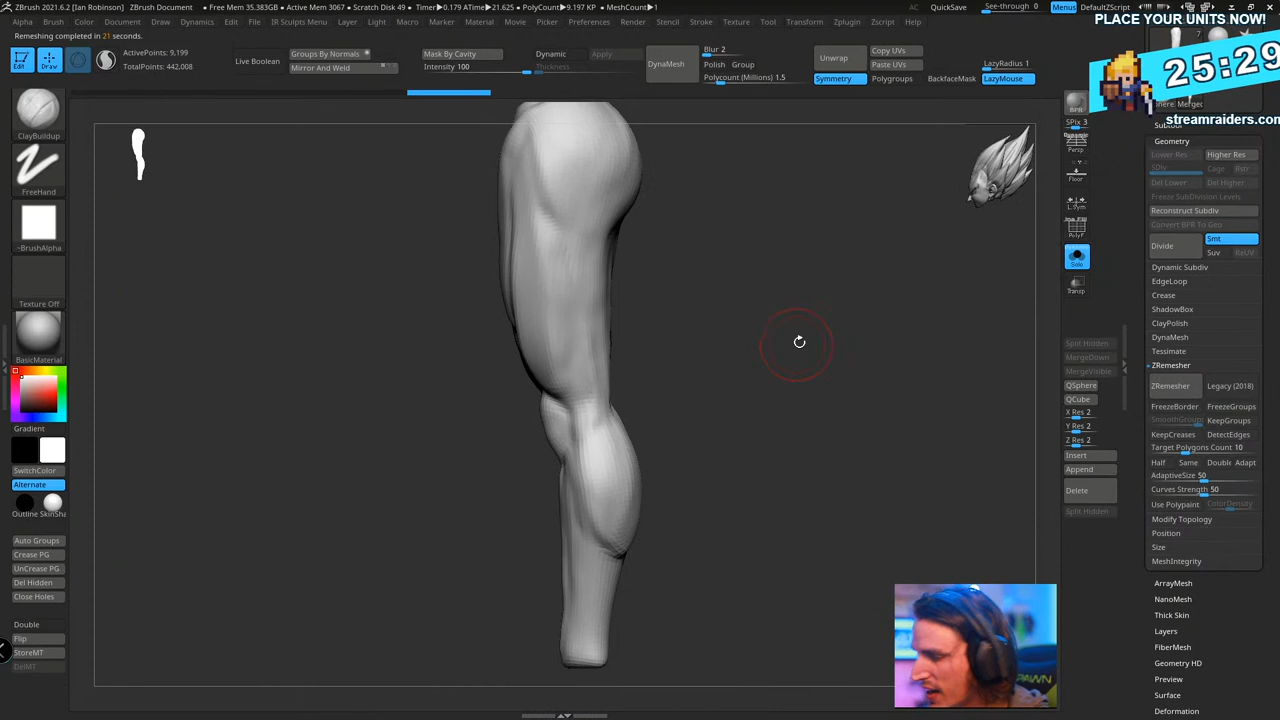 ZBrush 2021.6.2 [Ian Robinson] ZBrush Document • Free Mem 35.383GB • Active Mem 3067 • Scratch Disk 49 • Timer▸0.179 ATime▸21.625 • PolyCount▸9.197 KP • MeshCount▸1
AC QuickSave See-through 0 Menus DefaultZScript
Alpha Brush Color Document Draw Dynamics Edit File IR Sculpts Menu Layer Light Macro Marker Material Movie Picker Preferences Render Stencil Stroke Texture Tool Transform Zplugin Zscript Help
PLACE YOUR UNITS NOW!
25:29
streamraiders.com
Remeshing completed in 21 seconds.
Edit
Draw
ActivePoints: 9,199
TotalPoints: 442,008
Live Boolean
Groups By Normals
Mirror And Weld
Mask By Cavity
Intensity 100
Dynamic
Apply
Thickness
DynaMesh
Blur 2
Polish Group
Polycount (Millions) 1.5
Unwrap
Symmetry
Copy UVs
Paste UVs
Polygroups
BackfaceMask
LazyRadius 1
LazyMouse
ClayBuildup
FreeHand
~BrushAlpha
Texture Off
BasicMaterial
Gradient
SwitchColor
Alternate
Outline SkinSha
Auto Groups
Crease PG
UnCrease PG
Del Hidden
Close Holes
Double
Flip
StoreMT
DelMT
BPR
SPix 3
Persp
Floor
PolyF
Solo
Transp
Split Hidden
MergeDown
MergeVisible
QSphere
QCube
X Res 2
Y Res 2
Z Res 2
Insert
Append
Delete
Split Hidden
7
Geometry
Lower Res Higher Res
SDiv Cage Rstr
Del Lower Del Higher
Freeze SubDivision Levels
Reconstruct Subdiv
Convert BPR To Geo
Divide
Smt
Suv ReUV
Dynamic Subdiv
EdgeLoop
Crease
ShadowBox
ClayPolish
DynaMesh
Tessimate
ZRemesher
ZRemesher Legacy (2018)
FreezeBorder FreezeGroups
SmoothGroup KeepGroups
KeepCreases DetectEdges
Target Polygons Count 10
Half Same Double Adapt
AdaptiveSize 50
Curves Strength 50
Use Polypaint ColorDensity
Modify Topology
Position
Size
MeshIntegrity
ArrayMesh
NanoMesh
Thick Skin
Layers
FiberMesh
Geometry HD
Preview
Surface
Deformation